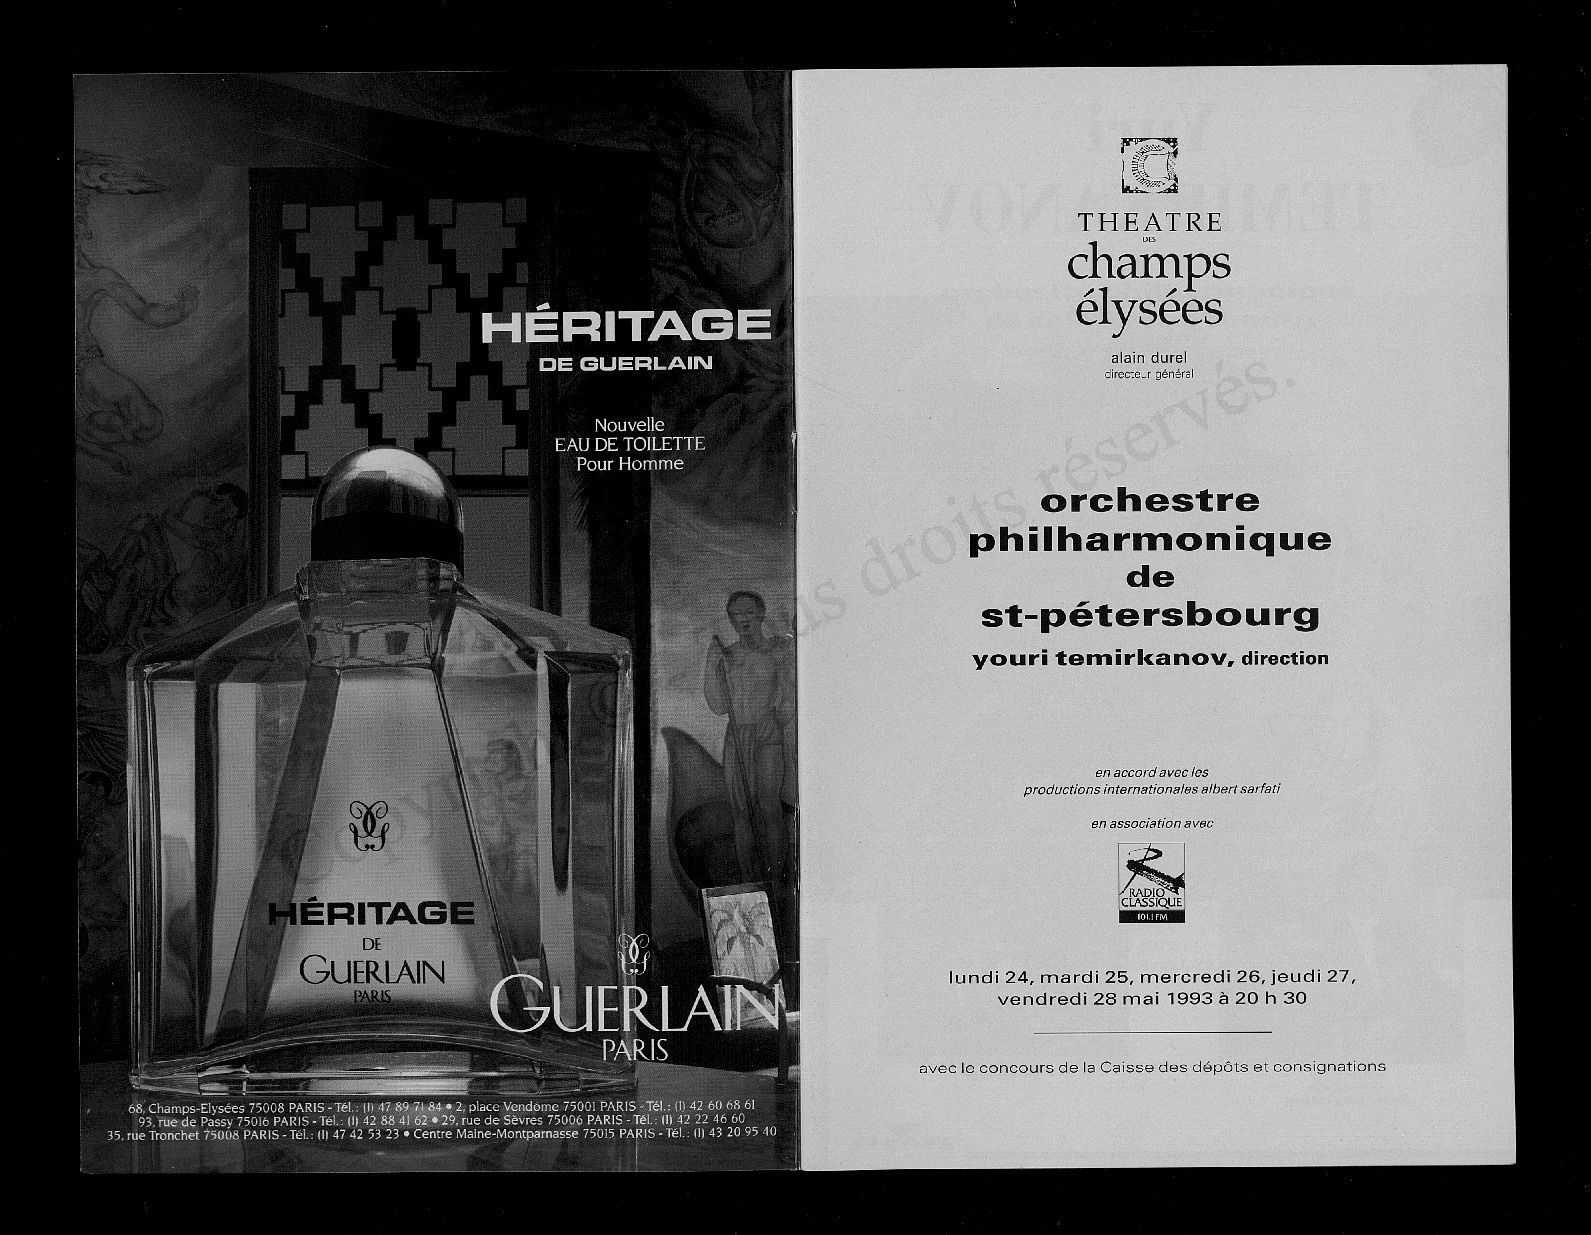 HÉRITAGE
DE GUERLAIN
Nouvelle
EAU DE TOILETTE
Pour Homme
HÉRITAGE
DE
GUERLAIN
PARIS
GUERLAIN
PARIS
68, Champs-Elysées 75008 PARIS - Tél.: (1) 47 89 71 84 • 2, place Vendôme 75001 PARIS - Tél.: (1) 42 60 68 61
93, rue de Passy 75016 PARIS - Tél.: (1) 42 88 41 62 • 29, rue de Sèvres 75006 PARIS - Tél.: (1) 42 22 46 60
35, rue Tronchet 75008 PARIS - Tél.: (1) 47 42 53 23 • Centre Maine-Montparnasse 75015 PARIS - Tél.: (1) 43 20 95 40
THEATRE
DES
champs
élysées
alain durel
directeur général
orchestre
philharmonique
de
st-pétersbourg
youri temirkanov, direction
en accord avec les
productions internationales albert sarfati
en association avec
RADIO
CLASSIQUE
101.1 FM
lundi 24, mardi 25, mercredi 26, jeudi 27,
vendredi 28 mai 1993 à 20 h 30
avec le concours de la Caisse des dépôts et consignations
droits réservés.